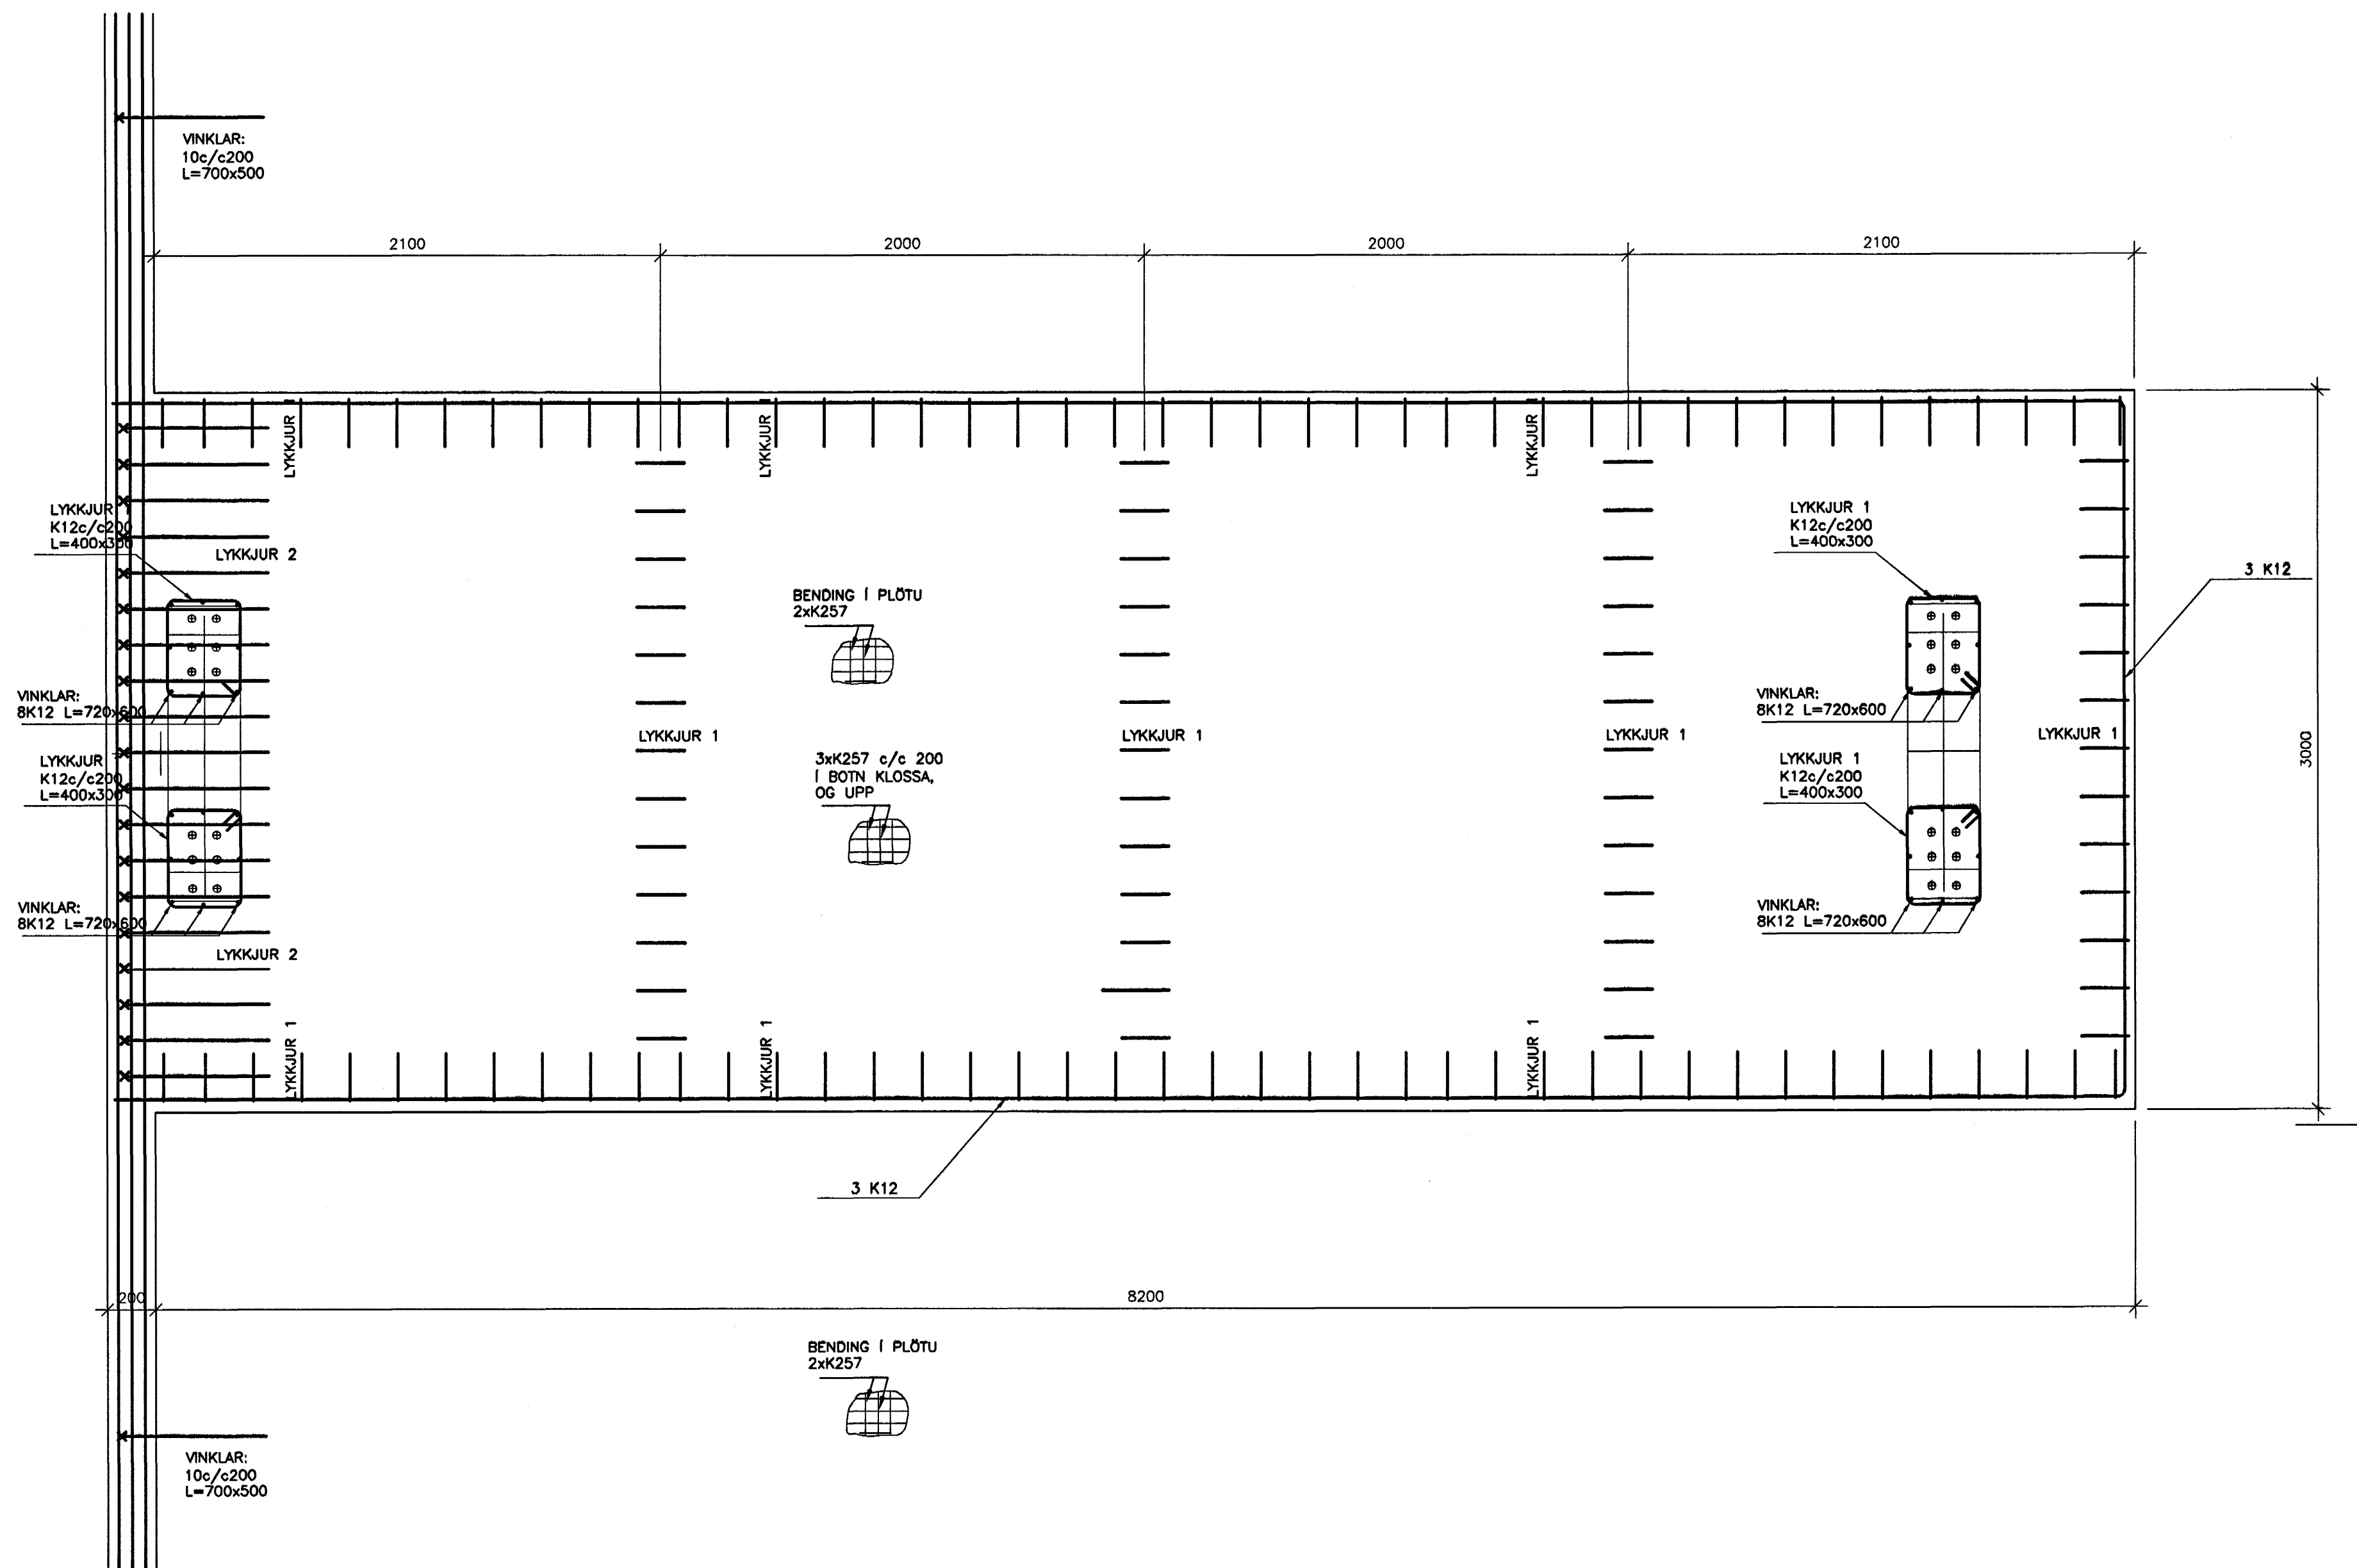 VINKLAR:
10c/c200
L=700x500
2100
2000
2000
2100
LYKKJUR 1
LYKKJUR 1
LYKKJUR 1
LYKKJUR 1
K12c/c200
L=400x300
LYKKJUR 2
LYKKJUR 1
K12c/c200
L=400x300
3 K12
BENDING Í PLÖTU
2xK257
VINKLAR:
8K12 L=720x600
VINKLAR:
8K12 L=720x600
LYKKJUR 1
LYKKJUR 1
LYKKJUR 1
LYKKJUR 1
3000
3xK257 c/c 200
Í BOTN KLOSSA,
OG UPP
LYKKJUR
K12c/c200
L=400x300
LYKKJUR 1
K12c/c200
L=400x300
VINKLAR:
8K12 L=720x600
VINKLAR:
8K12 L=720x600
LYKKJUR 2
LYKKJUR 1
LYKKJUR 1
LYKKJUR 1
3 K12
200
8200
BENDING Í PLÖTU
2xK257
VINKLAR:
10c/c200
L=700x500